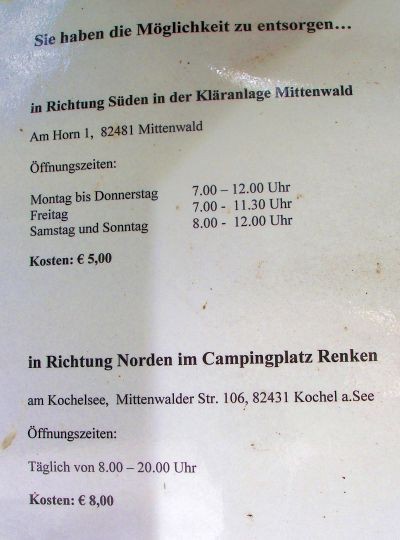 Sie haben die Möglichkeit zu entsorgen…
in Richtung Süden in der Kläranlage Mittenwald
Am Horn 1, 82481 Mittenwald
Öffnungszeiten:
Montag bis Donnerstag 7.00 – 12.00 Uhr
Freitag 7.00 - 11.30 Uhr
Samstag und Sonntag 8.00 - 12.00 Uhr
Kosten: € 5,00
in Richtung Norden im Campingplatz Renken
am Kochelsee, Mittenwalder Str. 106, 82431 Kochel a.See
Öffnungszeiten:
Täglich von 8.00 – 20.00 Uhr
Kosten: € 8,00